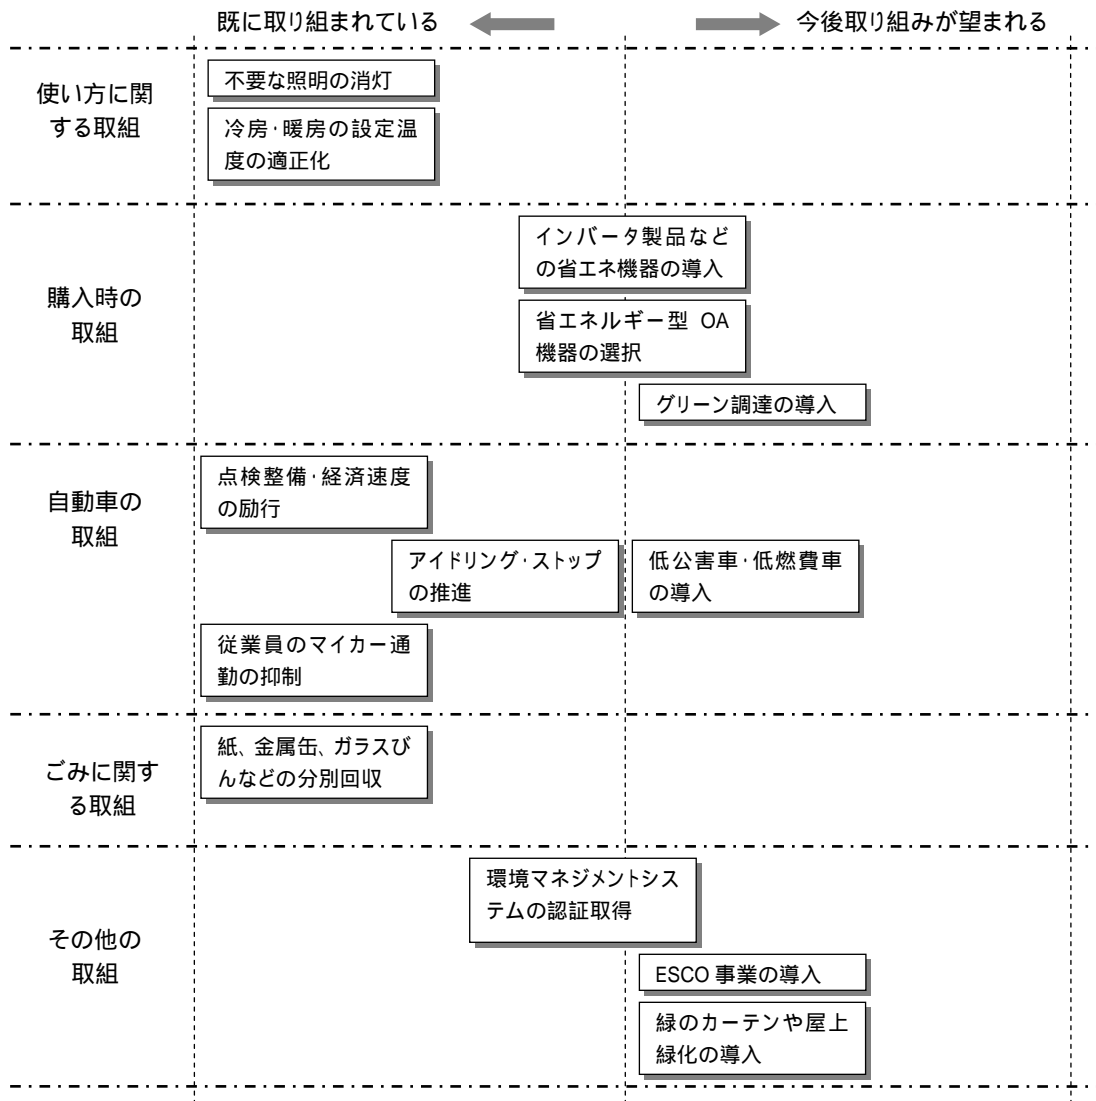 既に取り組まれている
今後取り組みが望まれる
使い方に関
する取組
不要な照明の消灯
冷房・暖房の設定温
度の適正化
購入時の
取組
インバータ製品など
の省エネ機器の導入
省エネルギー型 OA
機器の選択
グリーン調達の導入
自動車の
取組
点検整備・経済速度
の励行
アイドリング・ストップ
の推進
低公害車・低燃費車
の導入
従業員のマイカー通
勤の抑制
ごみに関す
る取組
紙、金属缶、ガラスび
んなどの分別回収
その他の
取組
環境マネジメントシス
テムの認証取得
ESCO 事業の導入
緑のカーテンや屋上
緑化の導入